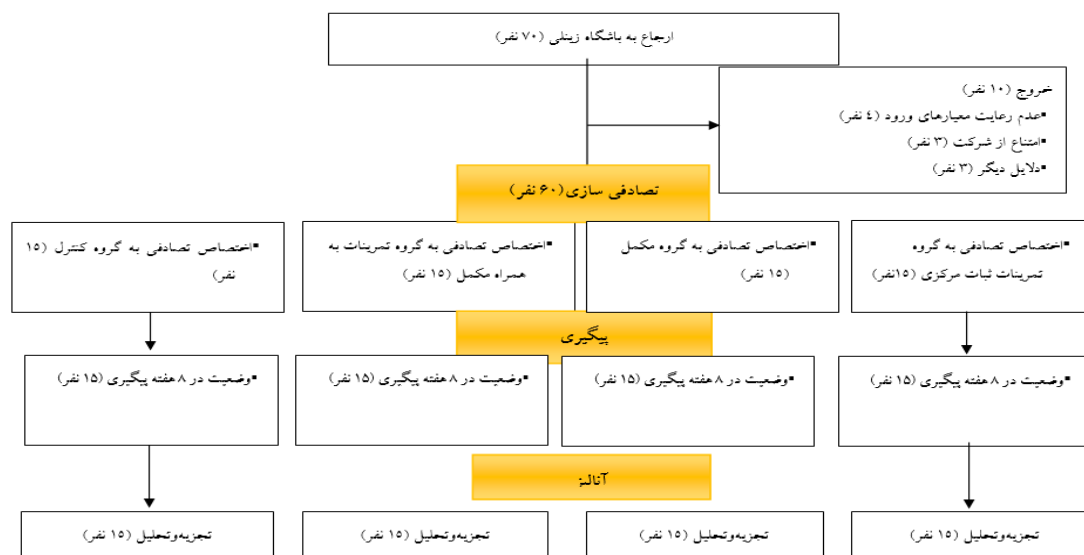 ارجاع به باشگاه زینلی (۷۰ نفر)
خروج (۱۰ نفر)
▪عدم رعایت معیارهای ورود (٤ نفر)
▪امتناع از شرکت (۳ نفر)
▪دلایل دیگر (۳ نفر)
تصادفی سازی(۶۰ نفر)
▪اختصاص تصادفی به گروه
تمرینات ثبات مرکزی (۱۵نفر)
▪اختصاص تصادفی به گروه مکمل
(۱۵ نفر)
▪اختصاص تصادفی به گروه تمرینات به
همراه مکمل (۱۵ نفر)
▪اختصاص تصادفی به گروه کنترل (۱۵
نفر)
پیگیری
▪وضعیت در ۸ هفته پیگیری (۱۵ نفر)
▪وضعیت در ۸ هفته پیگیری (۱۵ نفر)
▪وضعیت در ۸ هفته پیگیری (۱۵ نفر)
▪وضعیت در ۸ هفته پیگیری (۱۵ نفر)
آنالیز
تجزیه‌وتحلیل (۱۵ نفر)
تجزیه‌وتحلیل (۱۵ نفر)
تجزیه‌وتحلیل (۱۵ نفر)
تجزیه‌وتحلیل (۱۵ نفر)